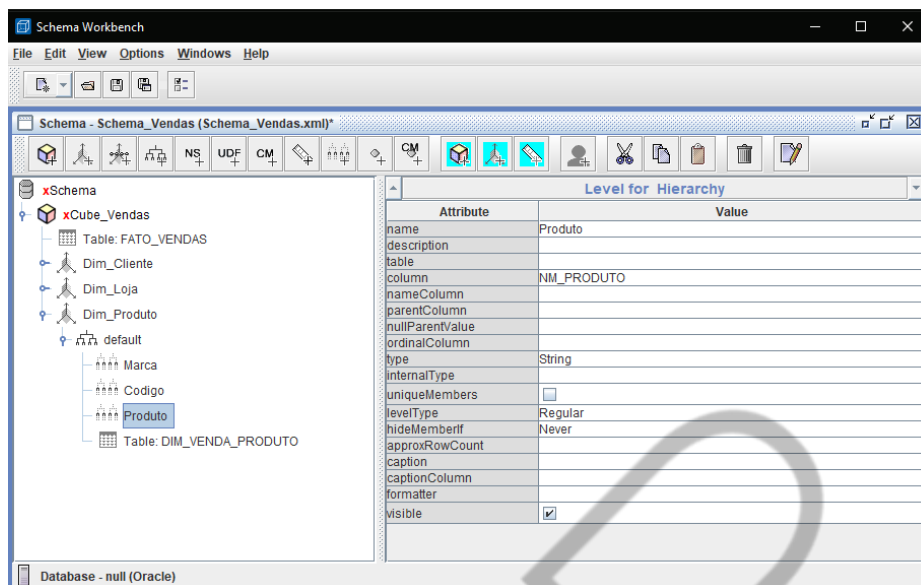 Schema Workbench
File Edit View Options Windows Help
Schema - Schema_Vendas (Schema_Vendas.xml)*
NS UDF CM CM
xSchema
xCube_Vendas
Table: FATO_VENDAS
Dim_Cliente
Dim_Loja
Dim_Produto
default
Marca
Codigo
Produto
Table: DIM_VENDA_PRODUTO
Level for Hierarchy
Attribute Value
name Produto
description
table
column NM_PRODUTO
nameColumn
parentColumn
nullParentValue
ordinalColumn
type String
internalType
uniqueMembers
levelType Regular
hideMemberIf Never
approxRowCount
caption
captionColumn
formatter
visible
Database - null (Oracle)